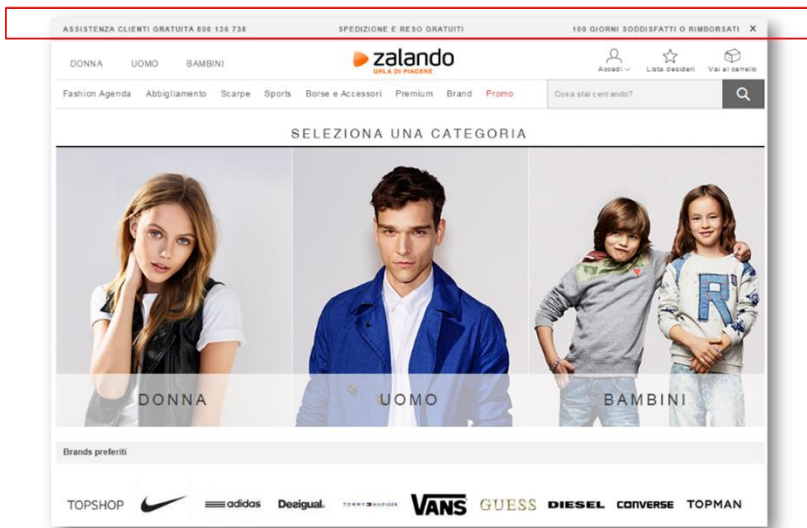 ASSISTENZA CLIENTI GRATUITA 800 136 738 SPEDIZIONE E RESO GRATUITI 100 GIORNI SODDISFATTI O RIMBORSATI X
DONNA UOMO BAMBINI zalando Accedi Lista desideri Vai al carrello
URLA DI PIACERE
Fashion Agenda Abbigliamento Scarpe Sports Borse e Accessori Premium Brand Promo Cosa stai cercando?
SELEZIONA UNA CATEGORIA
R
DONNA UOMO BAMBINI
Brands preferiti
TOPSHOP adidas Desigual. TOMMY HILFIGER VANS GUESS DIESEL CONVERSE TOPMAN